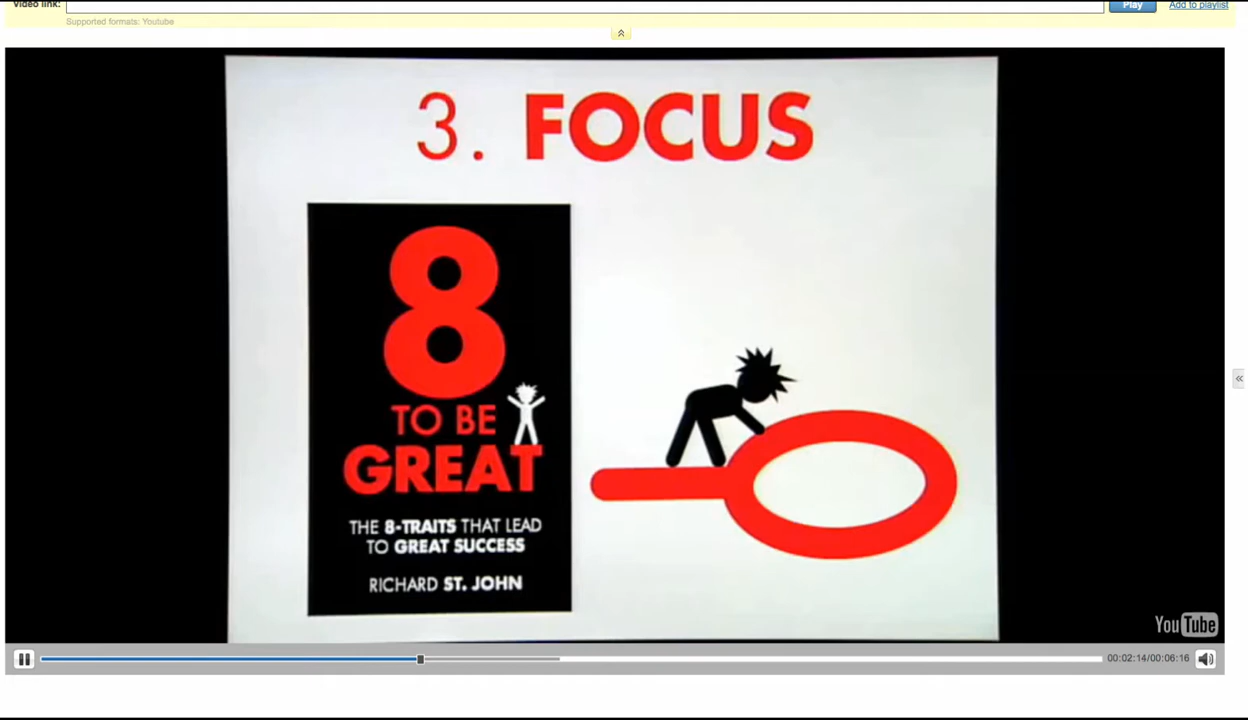 Video link:
Play
Add to playlist
Supported formats: Youtube
3. FOCUS
8
TO BE
GREAT
THE 8-TRAITS THAT LEAD
TO GREAT SUCCESS
RICHARD ST. JOHN
YouTube
00:02:14/00:06:16